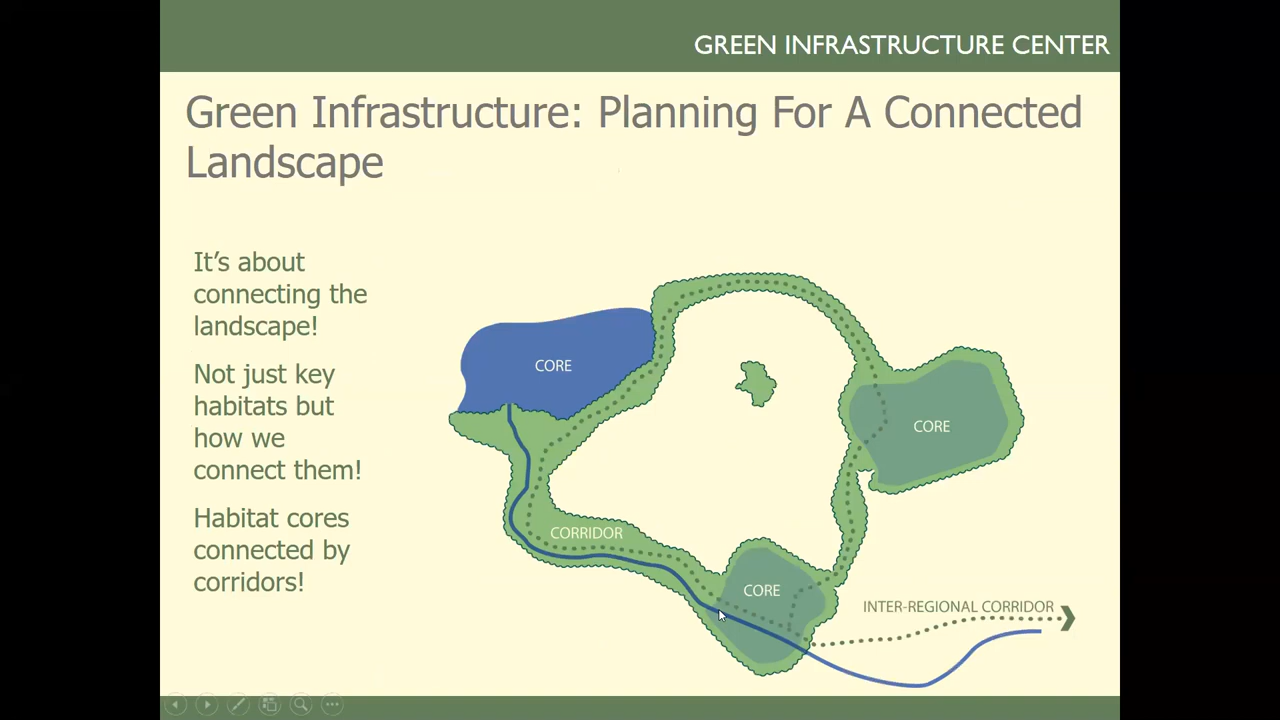 GREEN INFRASTRUCTURE CENTER
Green Infrastructure: Planning For A Connected
Landscape
It's about
connecting the
landscape!
Not just key
habitats but
how we
connect them!
Habitat cores
connected by
corridors!
CORE
CORE
CORRIDOR
CORE
INTER-REGIONAL CORRIDOR